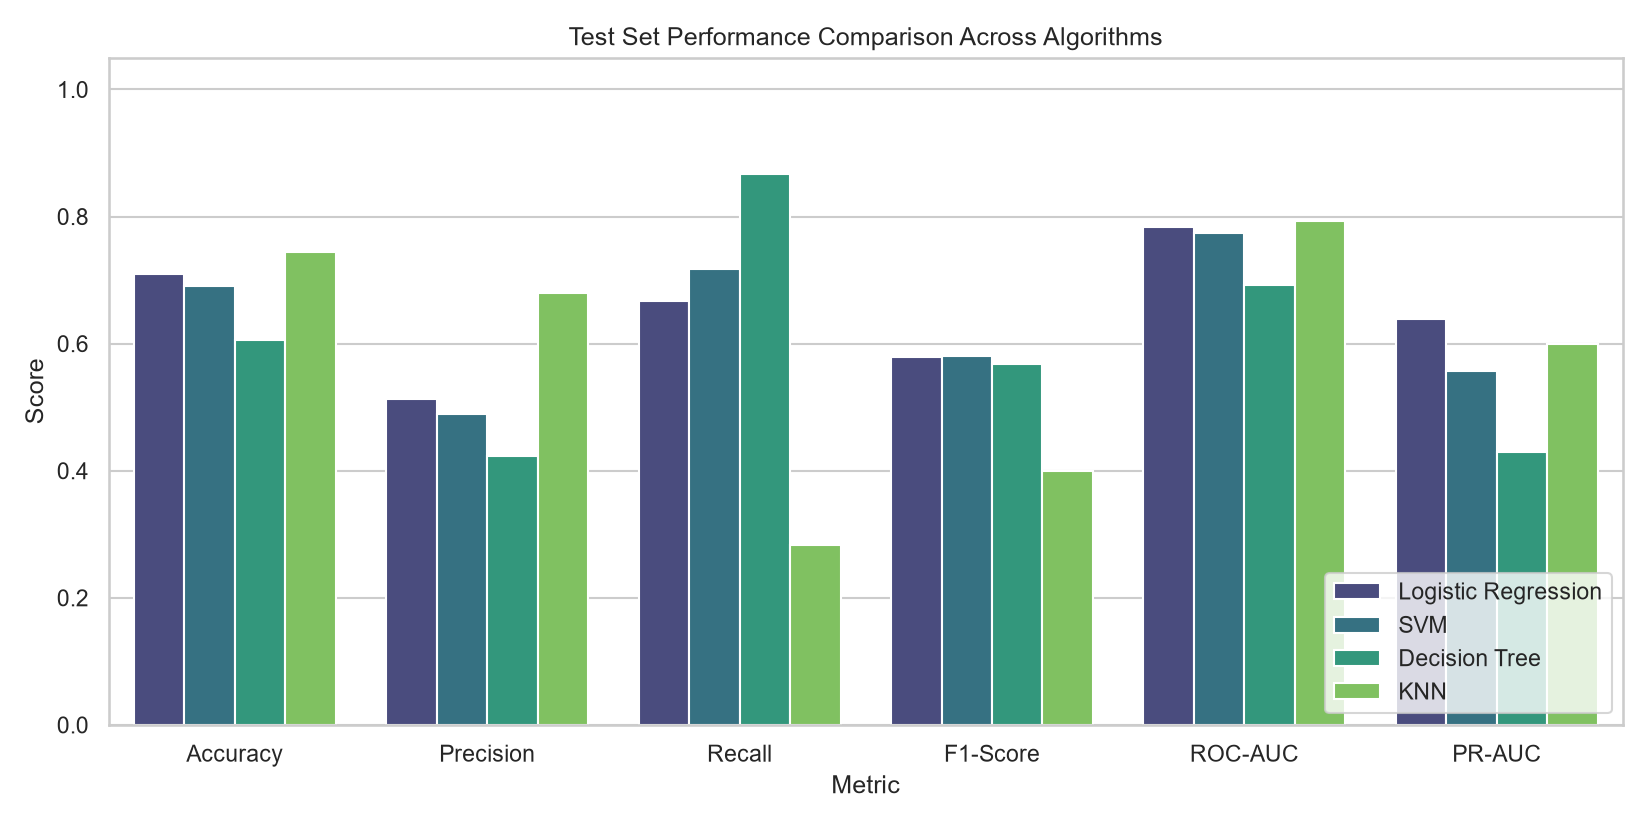 Test Set Performance Comparison Across Algorithms
1.0
0.8
0.6
0.4
0.2
0.0
Score
Accuracy
Precision
Recall
F1-Score
ROC-AUC
PR-AUC
Metric
Logistic Regression
SVM
Decision Tree
KNN